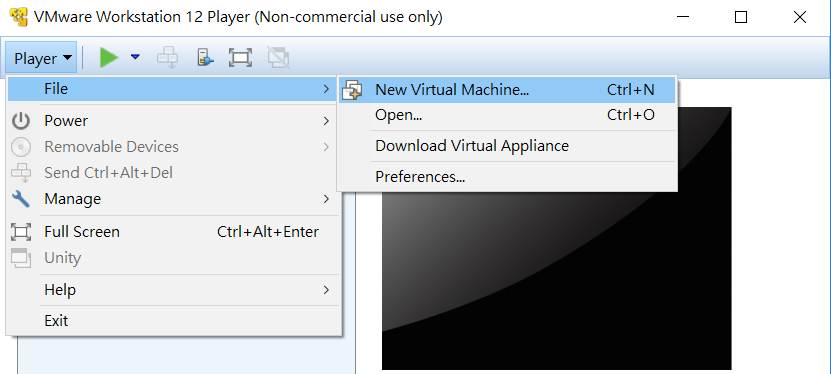 VMware Workstation 12 Player (Non-commercial use only)
Player
File
New Virtual Machine... Ctrl+N
Open... Ctrl+O
Download Virtual Appliance
Preferences...
Power
Removable Devices
Send Ctrl+Alt+Del
Manage
Full Screen Ctrl+Alt+Enter
Unity
Help
Exit